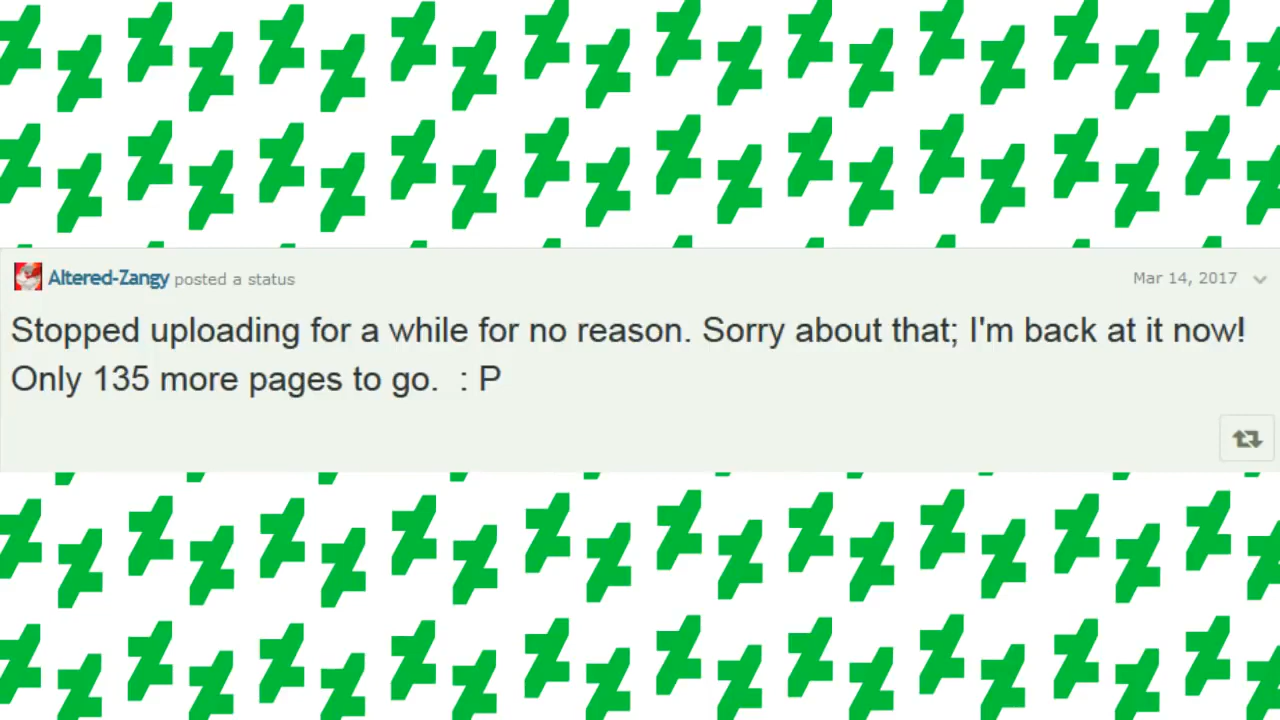 Altered-Zangy posted a status
Mar 14, 2017
Stopped uploading for a while for no reason. Sorry about that; I'm back at it now!
Only 135 more pages to go.  : P